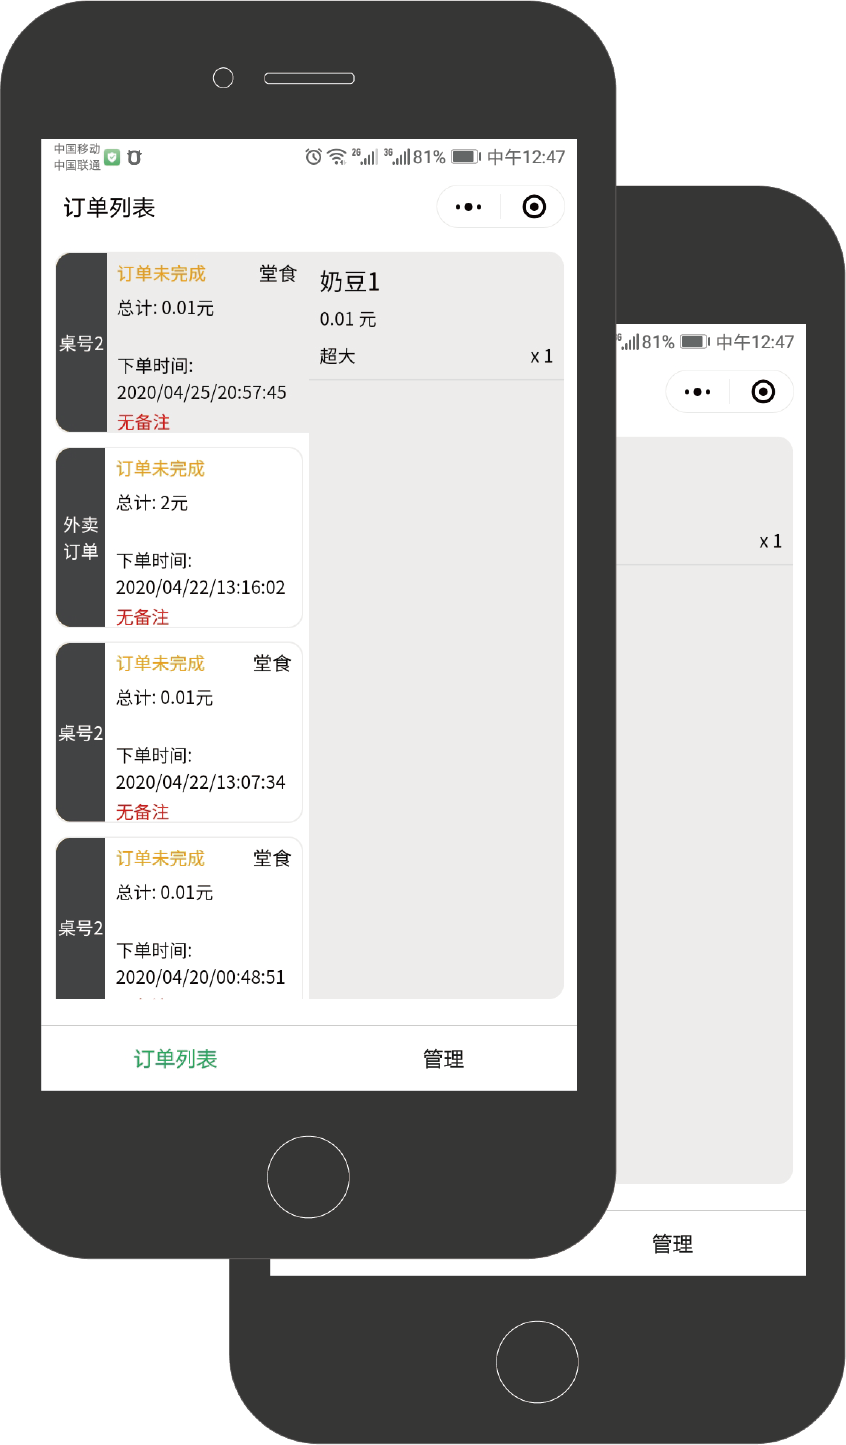 中国移动
中国联通
2G 3G 81% 中午12:47
订单列表
桌号2
订单未完成 堂食
总计: 0.01元
下单时间:
2020/04/25/20:57:45
无备注
奶豆1
0.01 元
超大 x 1
外卖
订单
订单未完成
总计: 2元
下单时间:
2020/04/22/13:16:02
无备注
桌号2
订单未完成 堂食
总计: 0.01元
下单时间:
2020/04/22/13:07:34
无备注
桌号2
订单未完成 堂食
总计: 0.01元
下单时间:
2020/04/20/00:48:51
订单列表 管理
81% 中午12:47
x 1
管理